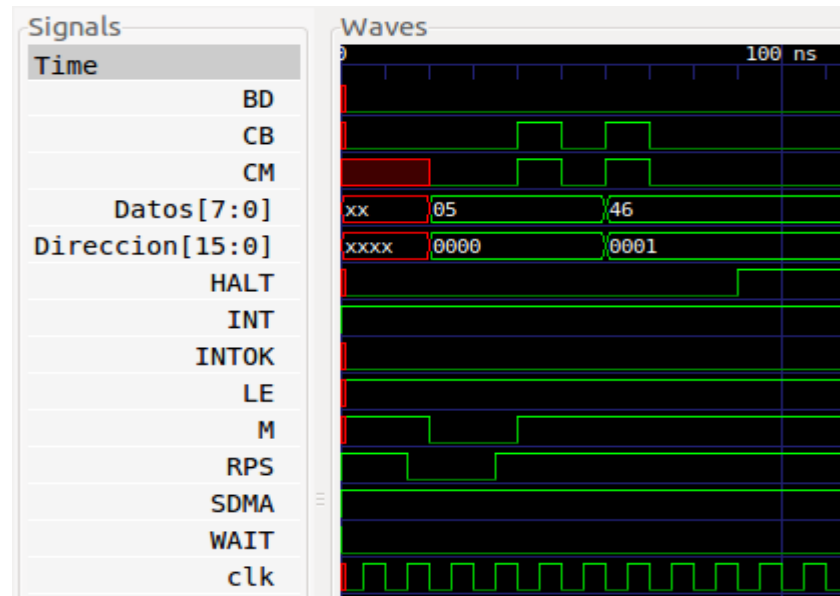 Signals Waves
Time 0 100 ns
BD
CB
CM
Datos[7:0] xx 05 46
Direccion[15:0] xxxx 0000 0001
HALT
INT
INTOK
LE
M
RPS
SDMA
WAIT
clk